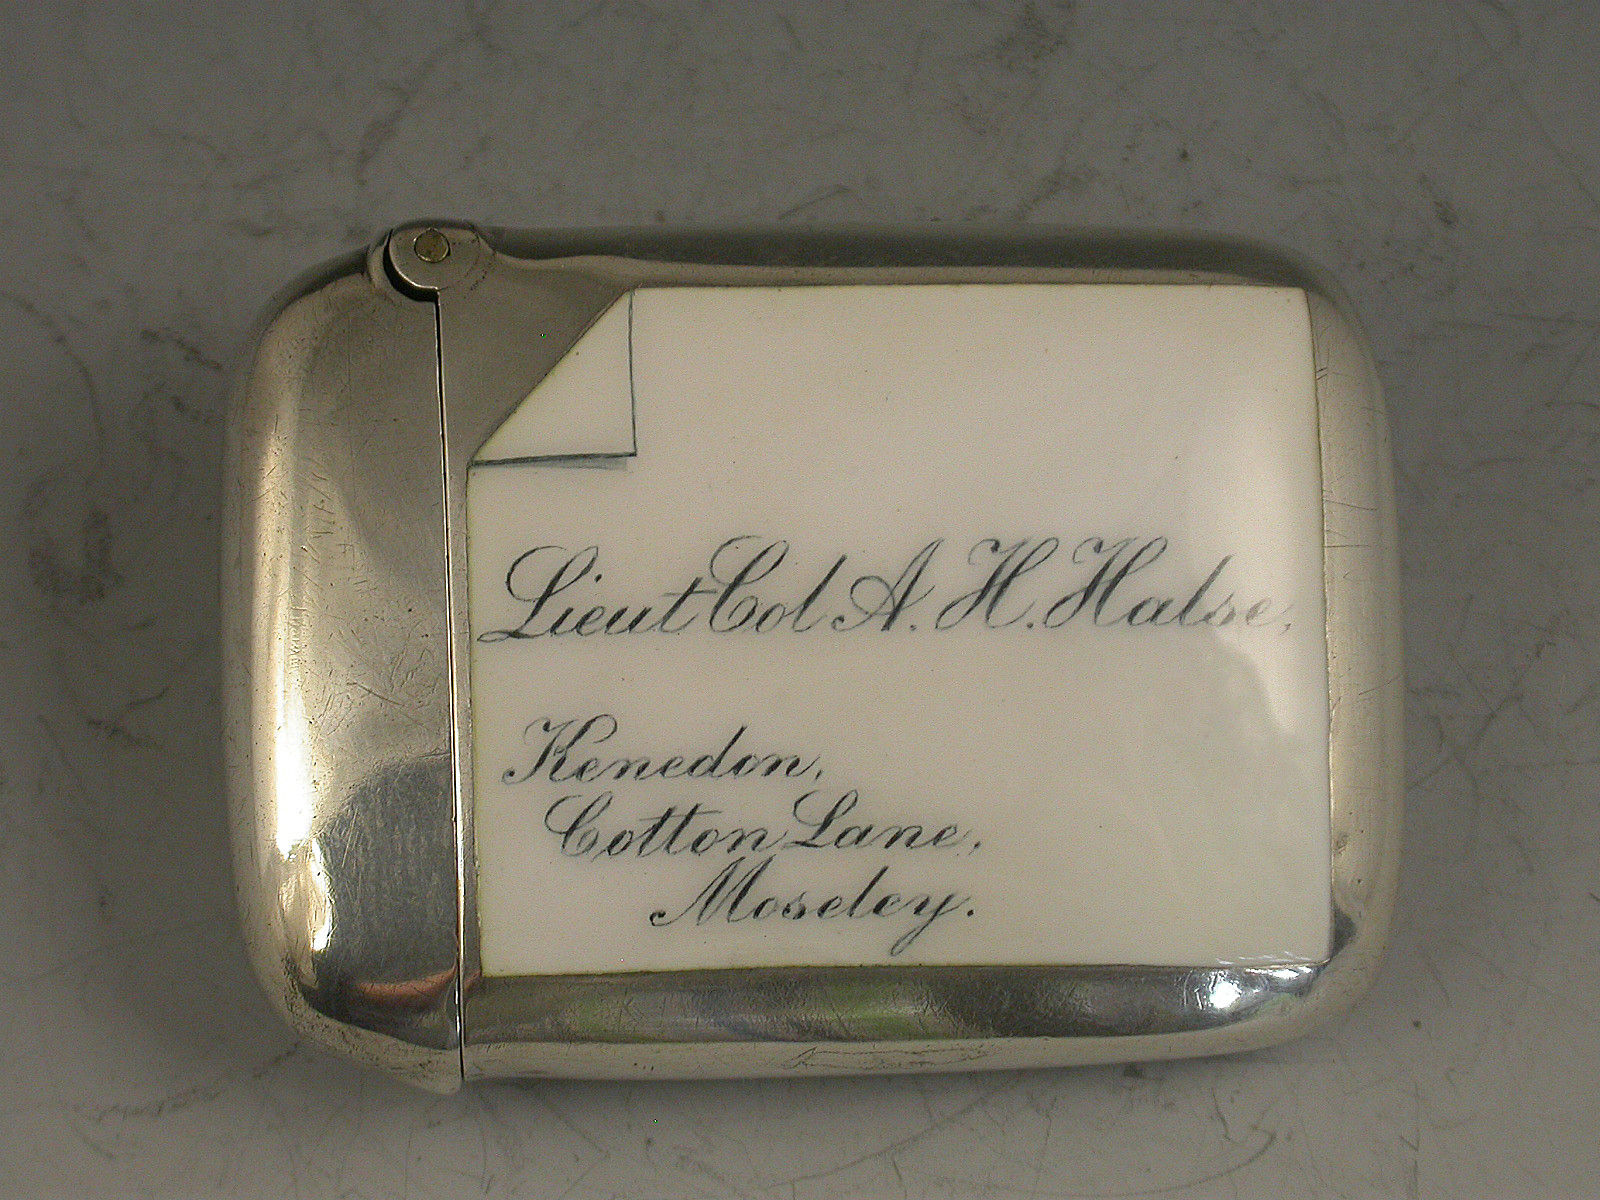 Lieut Col A. H. Halse,
Kenedon,
Cotton Lane,
Moseley.